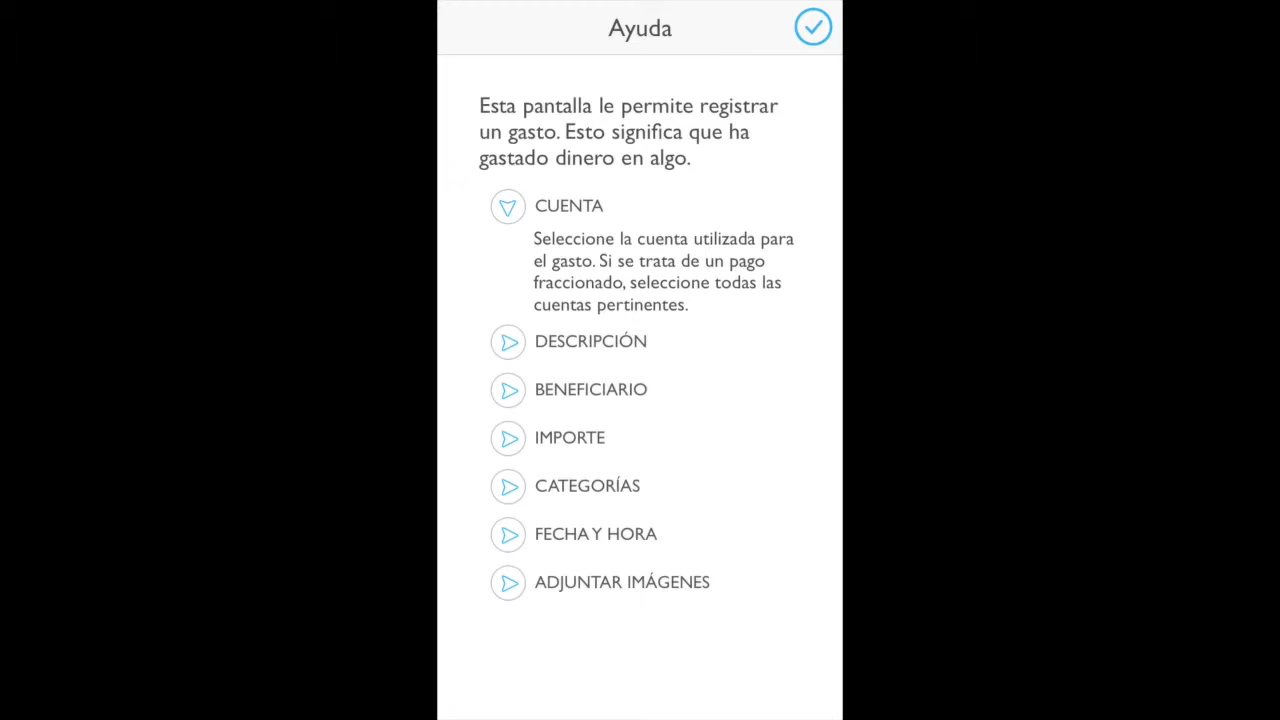 Ayuda
Esta pantalla le permite registrar
un gasto. Esto significa que ha
gastado dinero en algo.
CUENTA
Seleccione la cuenta utilizada para
el gasto. Si se trata de un pago
fraccionado, seleccione todas las
cuentas pertinentes.
DESCRIPCIÓN
BENEFICIARIO
IMPORTE
CATEGORÍAS
FECHA Y HORA
ADJUNTAR IMÁGENES